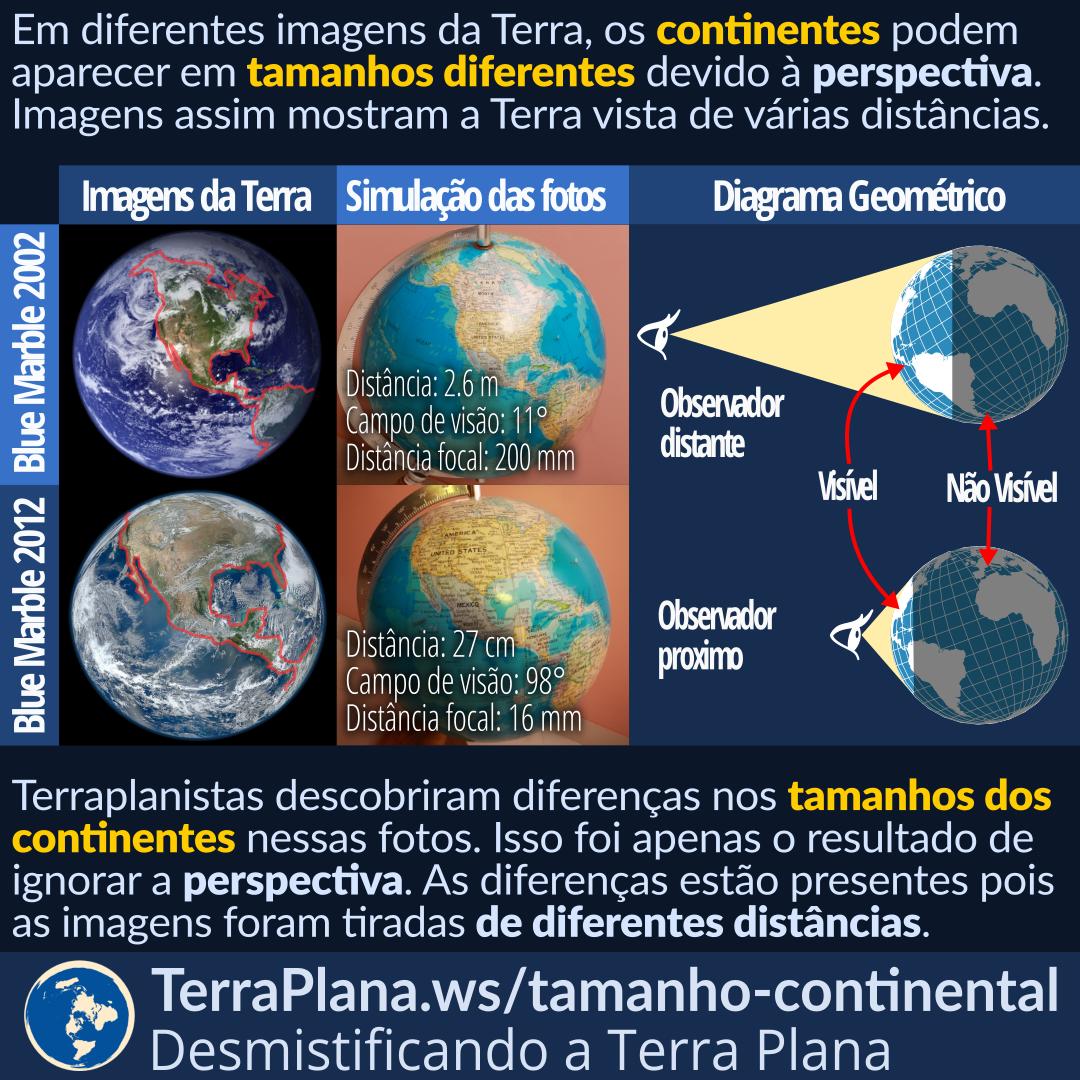 Em diferentes imagens da Terra, os continentes podem
aparecer em tamanhos diferentes devido à perspectiva.
Imagens assim mostram a Terra vista de várias distâncias.
Imagens da Terra
Simulação das fotos
Diagrama Geométrico
Blue Marble 2002
Distância: 2.6 m
Campo de visão: 11°
Distância focal: 200 mm
Observador
distante
Visível
Não Visível
Blue Marble 2012
AMERICA
UNITED STATES
MEXICO
Distância: 27 cm
Campo de visão: 98°
Distância focal: 16 mm
Observador
proximo
Terraplanistas descobriram diferenças nos tamanhos dos
continentes nessas fotos. Isso foi apenas o resultado de
ignorar a perspectiva. As diferenças estão presentes pois
as imagens foram tiradas de diferentes distâncias.
TerraPlana.ws/tamanho-continental
Desmistificando a Terra Plana